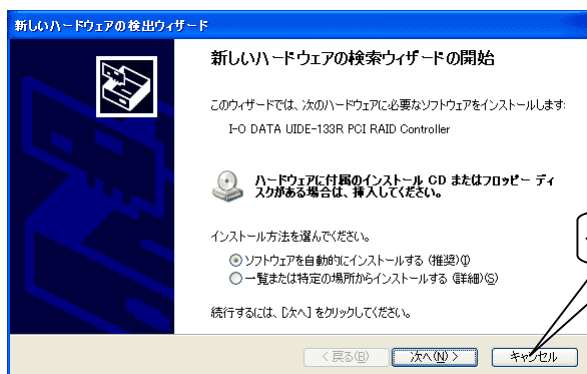 新しいハードウェアの検出ウィザード
新しいハードウェアの検索ウィザードの開始
このウィザードでは、次のハードウェアに必要なソフトウェアをインストールします:
I-O DATA UIDE-133R PCI RAID Controller
ハードウェアに付属のインストール CD またはフロッピー ディ
スクがある場合は、挿入してください。
インストール方法を選んでください。
ソフトウェアを自動的にインストールする (推奨)(I)
一覧または特定の場所からインストールする (詳細)(S)
続行するには、[次へ] をクリックしてください。
< 戻る(B) 次へ(N) > キャンセル